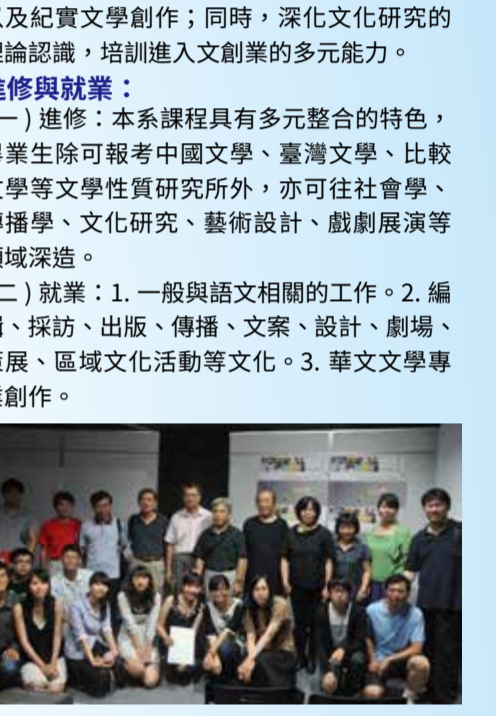 以及紀實文學創作；同時，深化文化研究的
理論認識，培訓進入文創業的多元能力。
進修與就業：
一 ) 進修：本系課程具有多元整合的特色，
畢業生除可報考中國文學、臺灣文學、比較
文學等文學性質研究所外，亦可往社會學、
傳播學、文化研究、藝術設計、戲劇展演等
領域深造。
二 ) 就業：1. 一般與語文相關的工作。2. 編
輯、採訪、出版、傳播、文案、設計、劇場、
策展、區域文化活動等文化。3. 華文文學專
業創作。